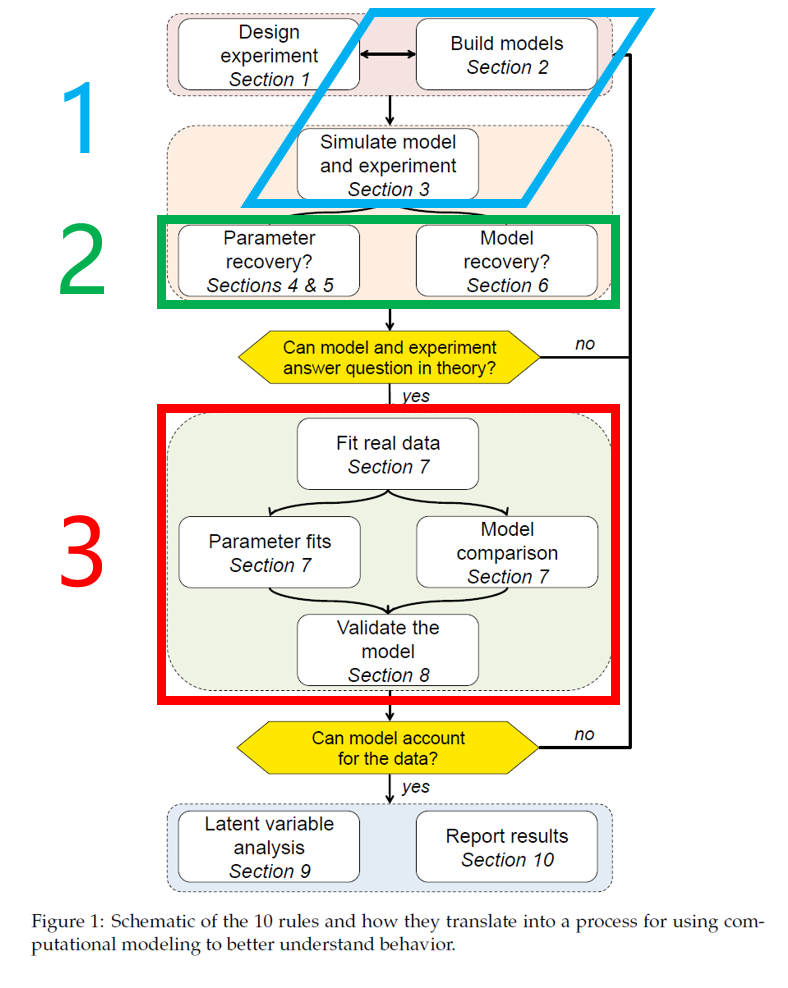 Design
experiment
Section 1
Build models
Section 2
1
Simulate model
and experiment
Section 3
2
Parameter
recovery?
Sections 4 & 5
Model
recovery?
Section 6
Can model and experiment
answer question in theory?
no
yes
3
Fit real data
Section 7
Parameter fits
Section 7
Model
comparison
Section 7
Validate the
model
Section 8
Can model account
for the data?
no
yes
Latent variable
analysis
Section 9
Report results
Section 10
Figure 1: Schematic of the 10 rules and how they translate into a process for using com-
putational modeling to better understand behavior.